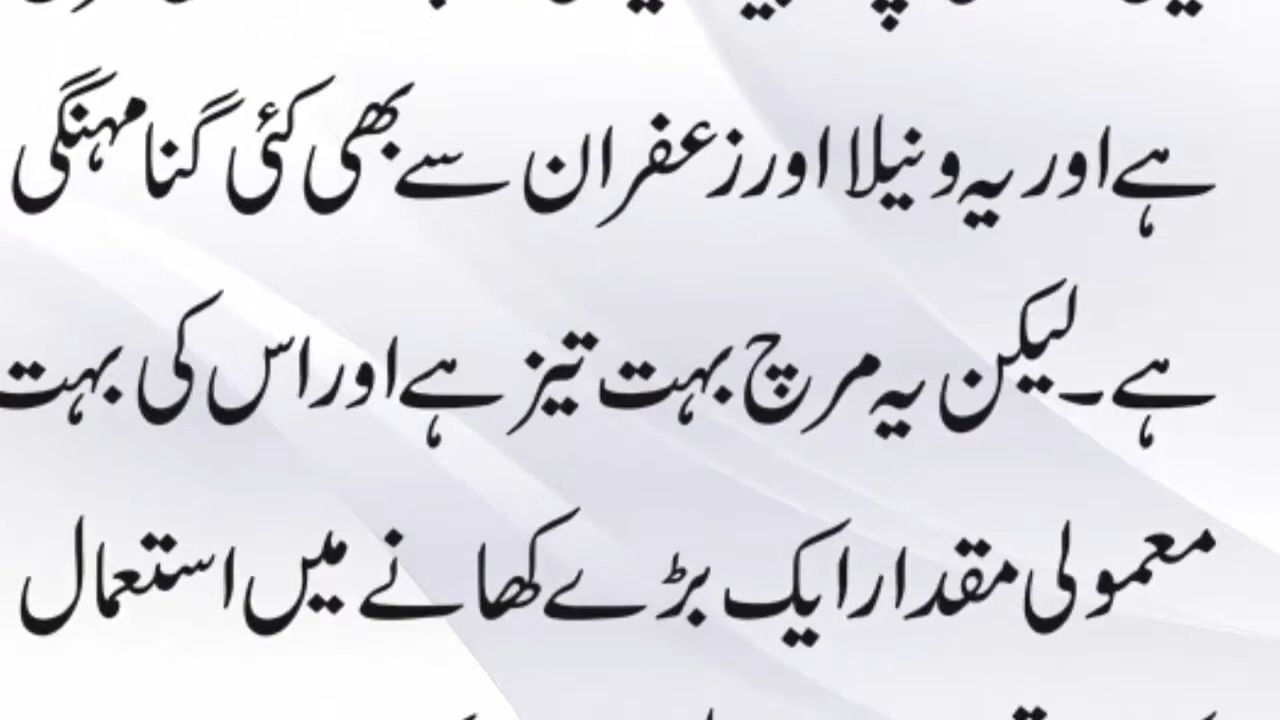 ہے اور یہ ونیلا اور زعفران سے بھی کئی گنا مہنگی
ہے۔ لیکن یہ مرچ بہت تیز ہے اور اس کی بہت
معمولی مقدار ایک بڑے کھانے میں استعمال